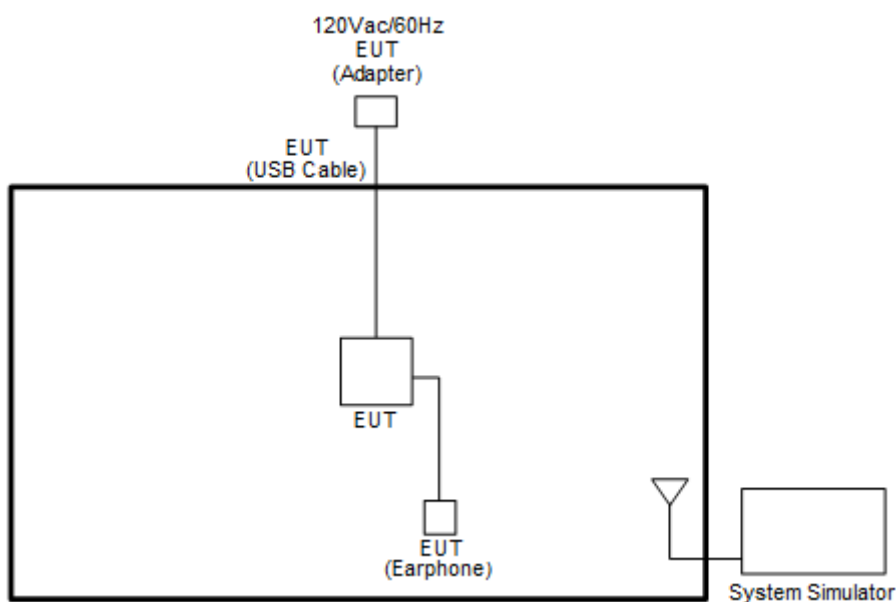 120Vac/60Hz
EUT
(Adapter)
EUT
(USB Cable)
EUT
EUT
(Earphone)
System Simulator